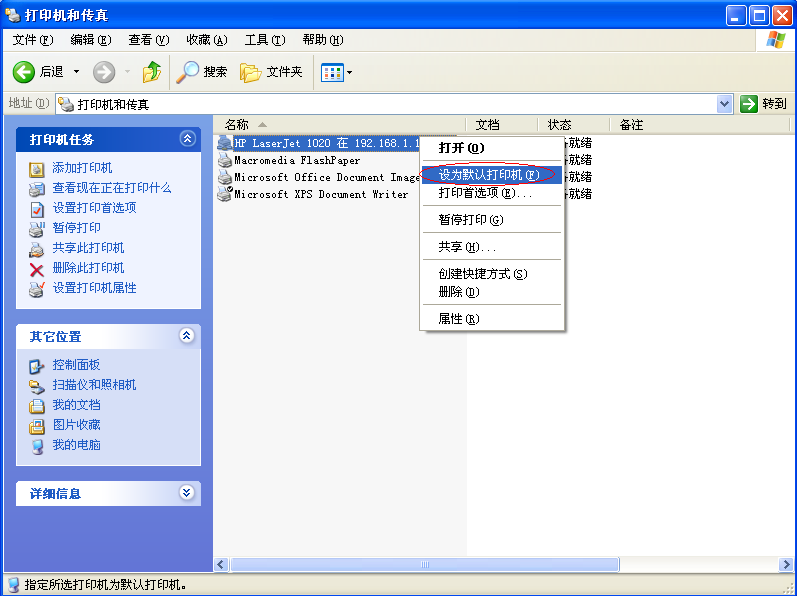 打印机和传真
文件(F) 编辑(E) 查看(V) 收藏(A) 工具(T) 帮助(H)
后退 搜索 文件夹
地址(D) 打印机和传真 转到
打印机任务
添加打印机
查看现在正在打印什么
设置打印首选项
暂停打印
共享此打印机
删除此打印机
设置打印机属性
其它位置
控制面板
扫描仪和照相机
我的文档
图片收藏
我的电脑
详细信息
名称 文档 状态 备注
HP LaserJet 1020 在 192.168.1.1 就绪
Macromedia FlashPaper 就绪
Microsoft Office Document Image 就绪
Microsoft XPS Document Writer 就绪
打开(O)
设为默认打印机(F)
打印首选项(E)...
暂停打印(G)
共享(H)...
创建快捷方式(S)
删除(D)
属性(R)
指定所选打印机为默认打印机。